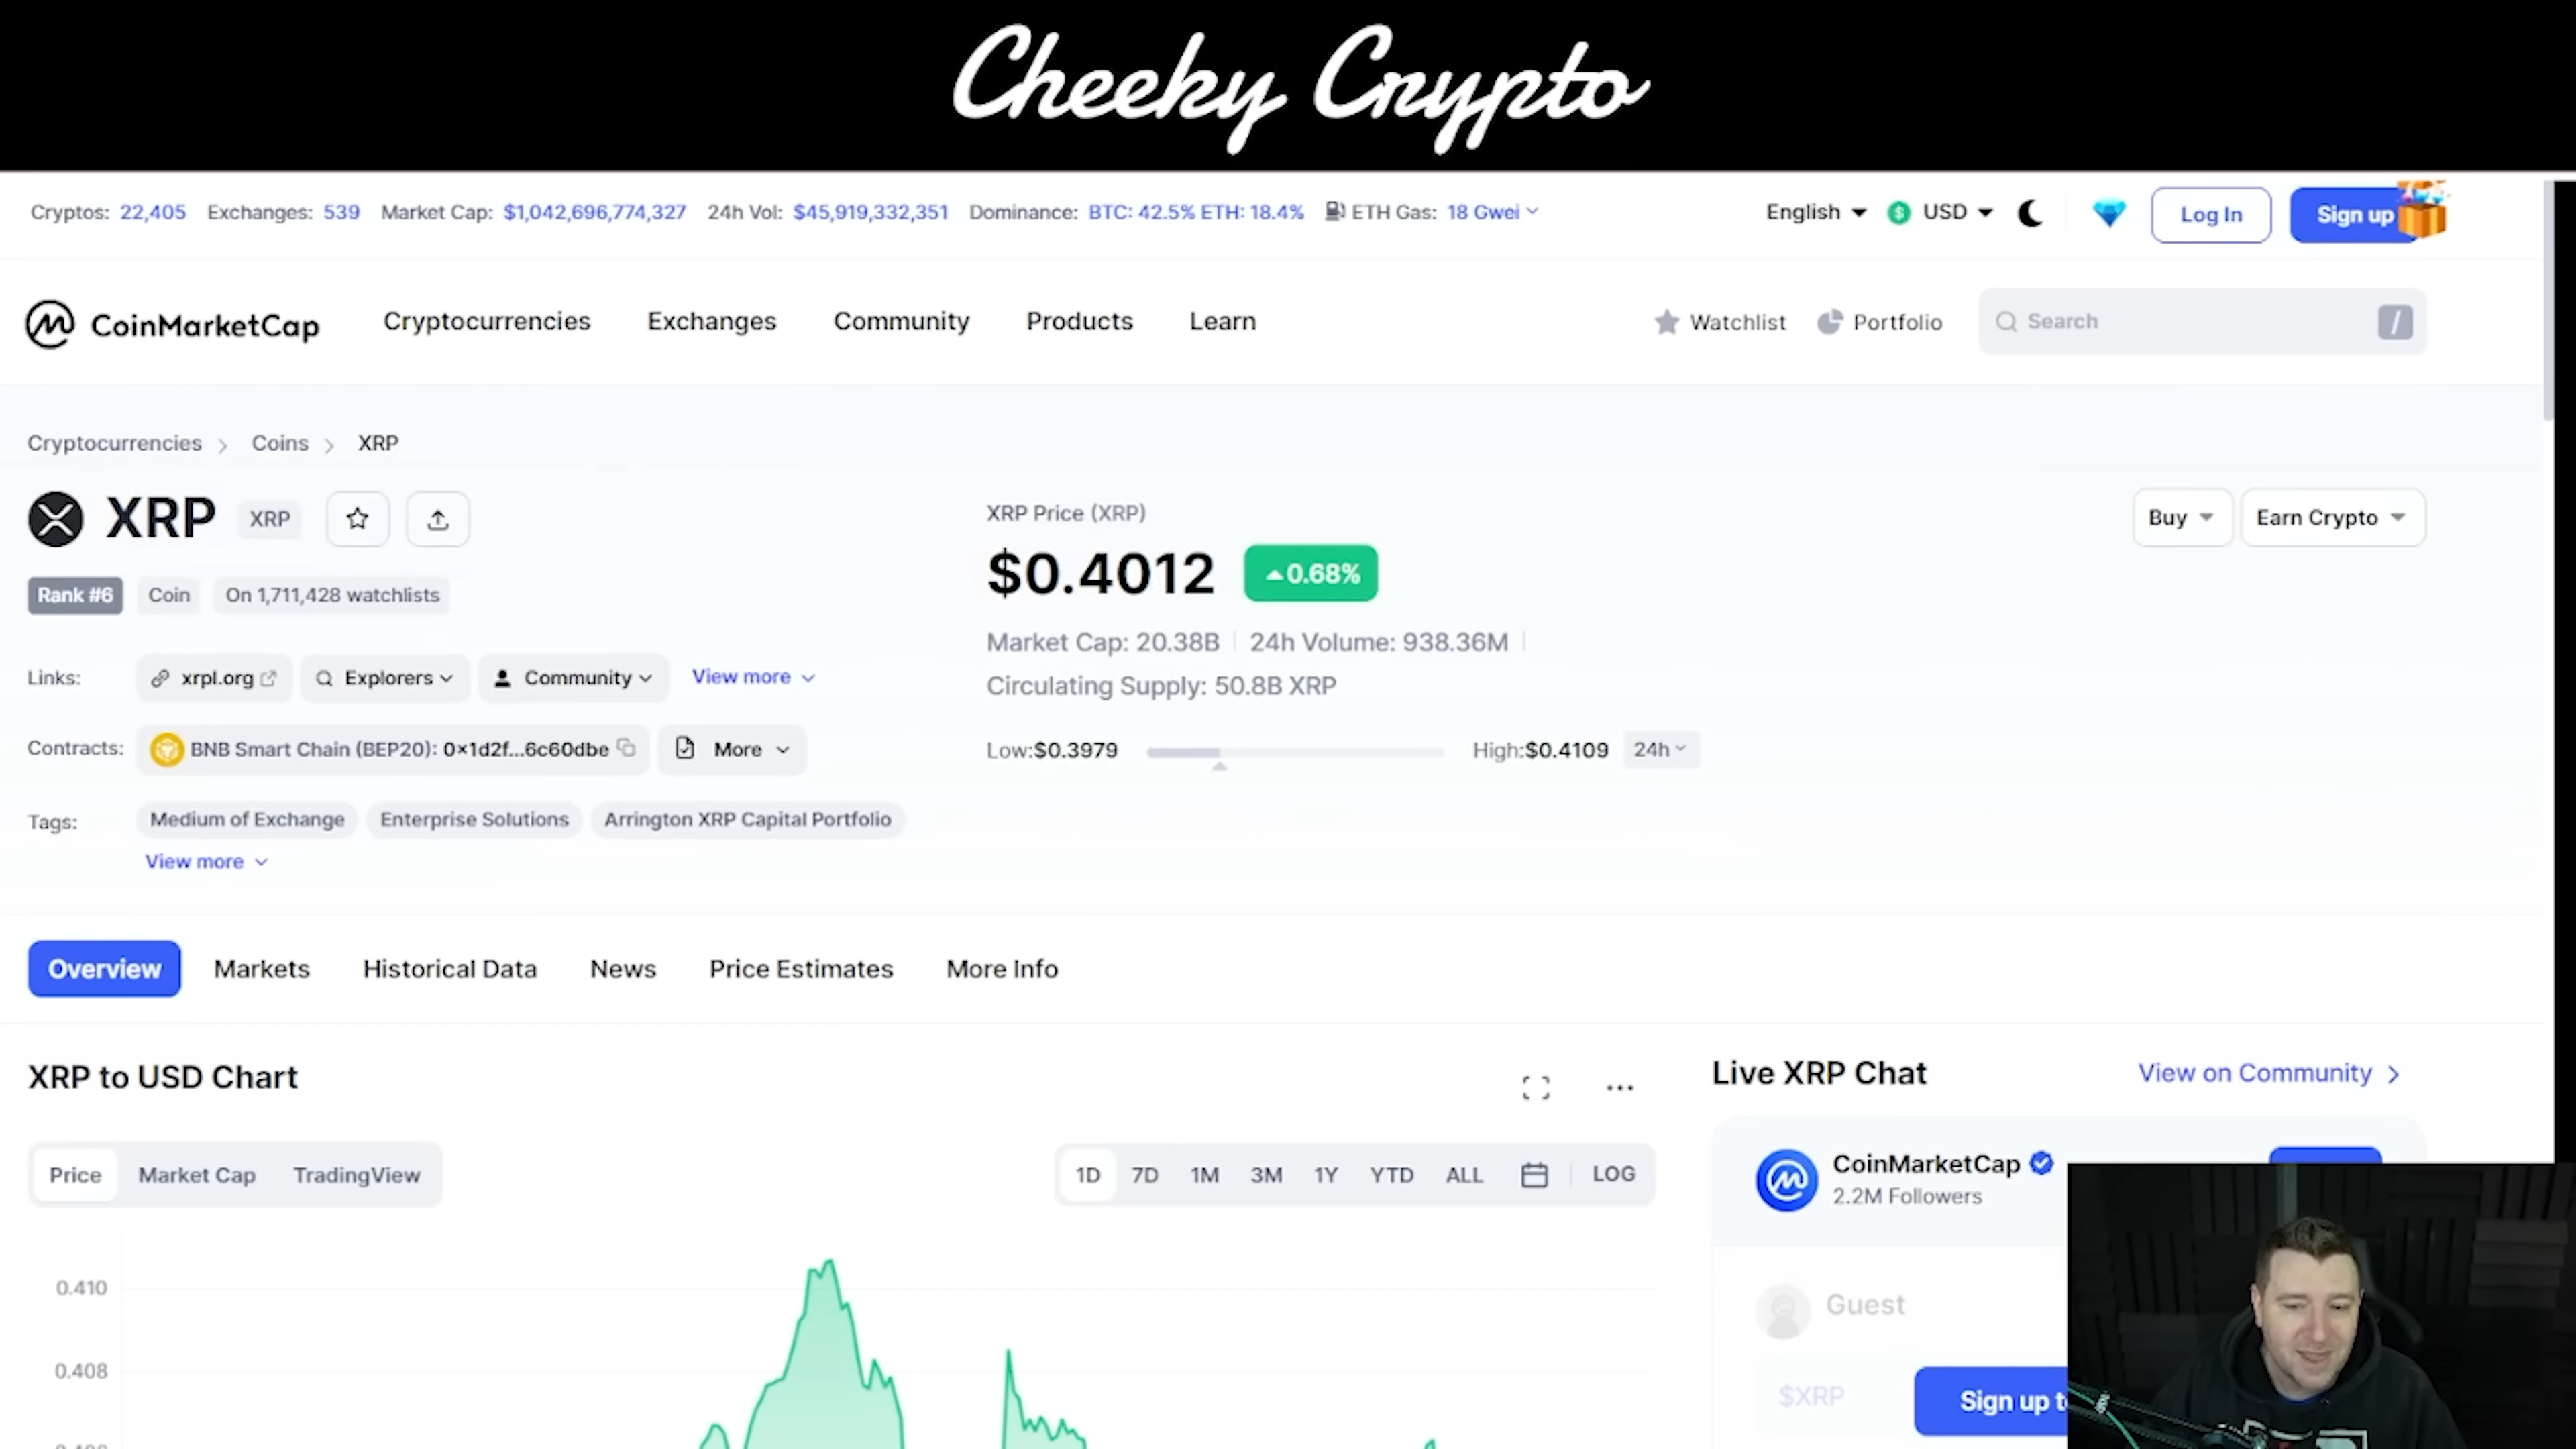 Cheeky Crypto
Cryptos: 22,405 Exchanges: 539 Market Cap: $1,042,696,774,327 24h Vol: $45,919,332,351 Dominance: BTC: 42.5% ETH: 18.4% ETH Gas: 18 Gwei English USD Log In Sign up
CoinMarketCap Cryptocurrencies Exchanges Community Products Learn Watchlist Portfolio Search /
Cryptocurrencies > Coins > XRP
XRP XRP
Rank #6 Coin On 1,711,428 watchlists
Links: xrpl.org Explorers Community View more
Contracts: BNB Smart Chain (BEP20): 0x1d2f...6c60dbe More
Tags: Medium of Exchange Enterprise Solutions Arrington XRP Capital Portfolio
View more
XRP Price (XRP)
$0.4012 0.68%
Market Cap: 20.38B 24h Volume: 938.36M
Circulating Supply: 50.8B XRP
Low:$0.3979 High:$0.4109 24h
Buy Earn Crypto
Overview Markets Historical Data News Price Estimates More Info
XRP to USD Chart
Price Market Cap TradingView 1D 7D 1M 3M 1Y YTD ALL LOG
0.410
0.408
Live XRP Chat View on Community >
CoinMarketCap
2.2M Followers
Guest
$XRP Sign up t